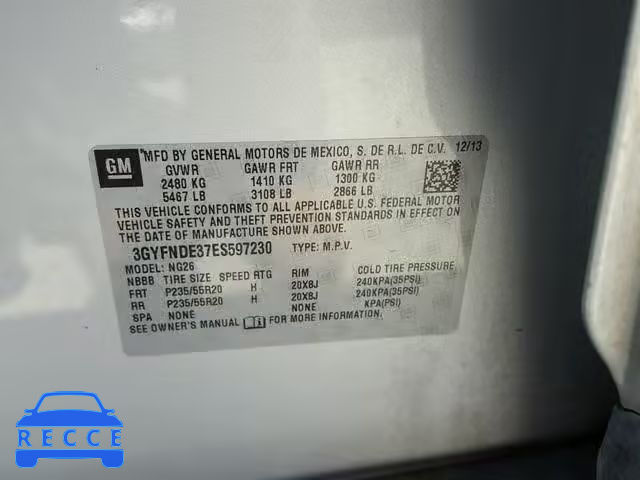 GM
MFD BY GENERAL MOTORS DE MEXICO, S. DE R.L. DE C.V. 12/13
GVWR GAWR FRT GAWR RR
2480 KG 1410 KG 1300 KG
5467 LB 3108 LB 2866 LB
THIS VEHICLE CONFORMS TO ALL APPLICABLE U.S. FEDERAL MOTOR
VEHICLE SAFETY AND THEFT PREVENTION STANDARDS IN EFFECT ON THE
DATE OF MANUFACTURE SHOWN ABOVE.
3GYFNDE37ES597230 TYPE: M.P.V.
MODEL: NG26
NBBB TIRE SIZE SPEED RTG RIM COLD TIRE PRESSURE
FRT P235/55R20 H 20X8J 240KPA(35PSI)
RR P235/55R20 H 20X8J 240KPA(35PSI)
SPA NONE NONE KPA(PSI)
SEE OWNER'S MANUAL FOR MORE INFORMATION.
RECCE